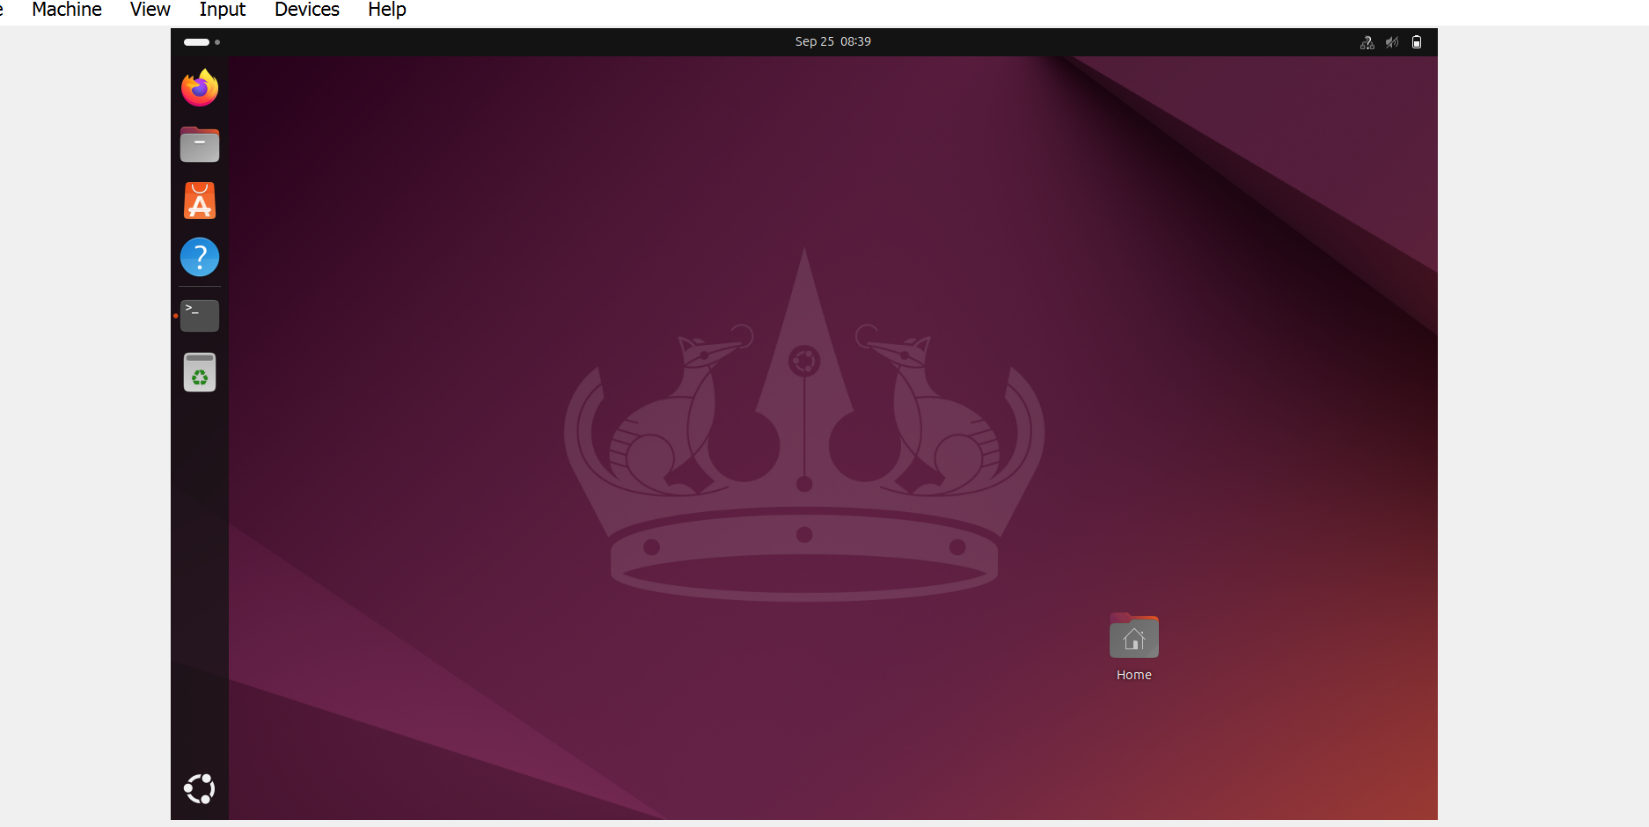 Machine View Input Devices Help
Sep 25 08:39
>_
Home